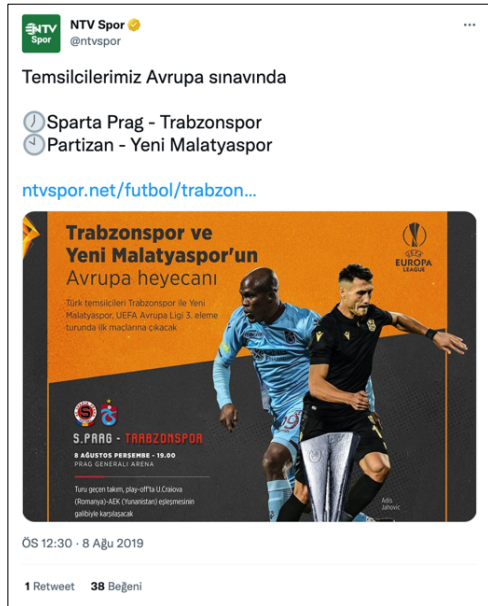 NTV
Spor
NTV Spor
@ntvspor
Temsilcilerimiz Avrupa sınavında
🕖Sparta Prag - Trabzonspor
🕙Partizan - Yeni Malatyaspor
ntvspor.net/futbol/trabzon...
Trabzonspor ve
Yeni Malatyaspor'un
Avrupa heyecanı
UEFA
EUROPA
LEAGUE
Türk temsilcileri Trabzonspor ile Yeni
Malatyaspor, UEFA Avrupa Ligi 3. eleme
turunda ilk maçlarına çıkacak
S.PRAG - TRABZONSPOR
8 AĞUSTOS PERŞEMBE - 19.00
PRAG GENERALI ARENA
Turu geçen takım, play-off'ta U.Craiova
(Romanya)-AEK (Yunanistan) eşleşmesinin
galibiyle karşılaşacak
Adis
Jahovic
ÖS 12:30 · 8 Ağu 2019
1 Retweet 38 Beğeni